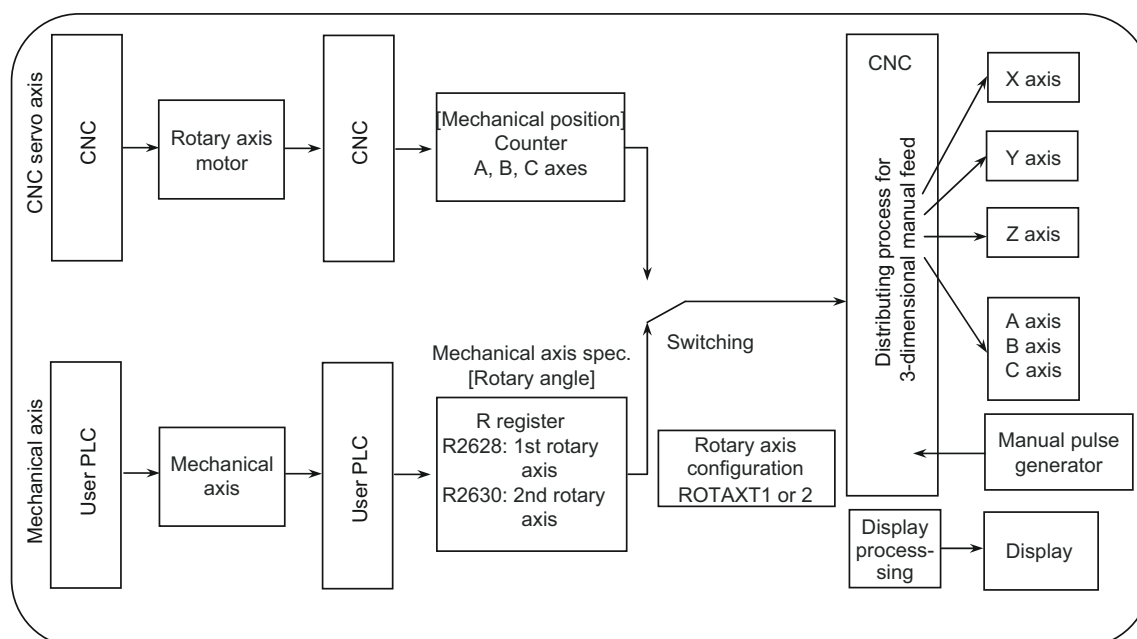 CNC servo axis
CNC
Rotary axis
motor
CNC
[Mechanical position]
Counter
A, B, C axes
Switching
Mechanical axis
User PLC
Mechanical
axis
User PLC
Mechanical axis spec.
[Rotary angle]
R register
R2628: 1st rotary
axis
R2630: 2nd rotary
axis
Rotary axis
configuration
ROTAXT1 or 2
CNC
Distributing process for
3-dimensional manual feed
X axis
Y axis
Z axis
A axis
B axis
C axis
Manual pulse
generator
Display
process-
sing
Display